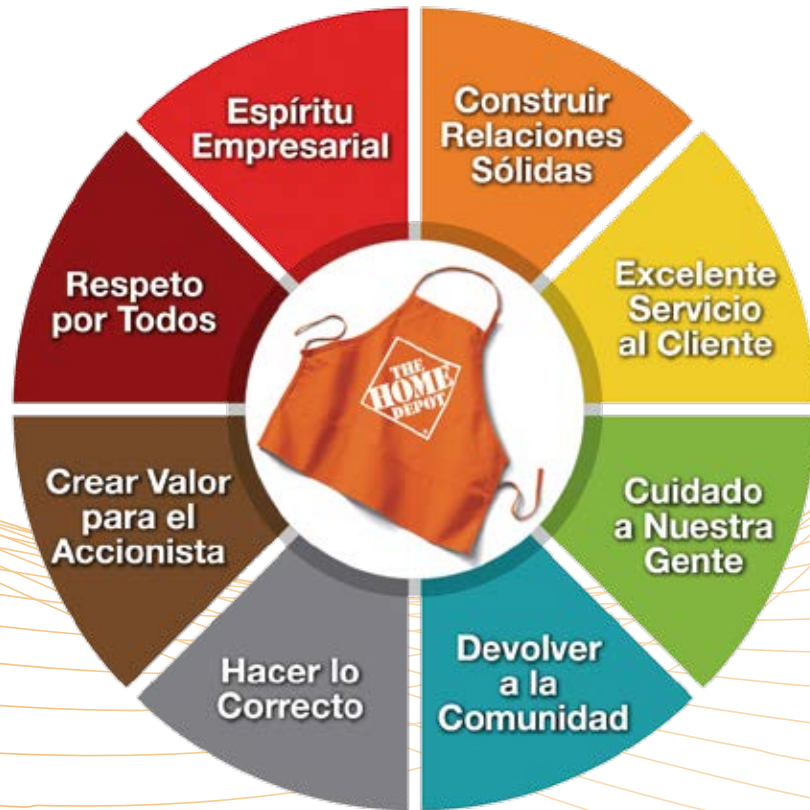 Espíritu
Empresarial
Construir
Relaciones
Sólidas
Respeto
por Todos
Excelente
Servicio
al Cliente
THE
HOME
DEPOT
Crear Valor
para el
Accionista
Cuidado
a Nuestra
Gente
Hacer lo
Correcto
Devolver
a la
Comunidad